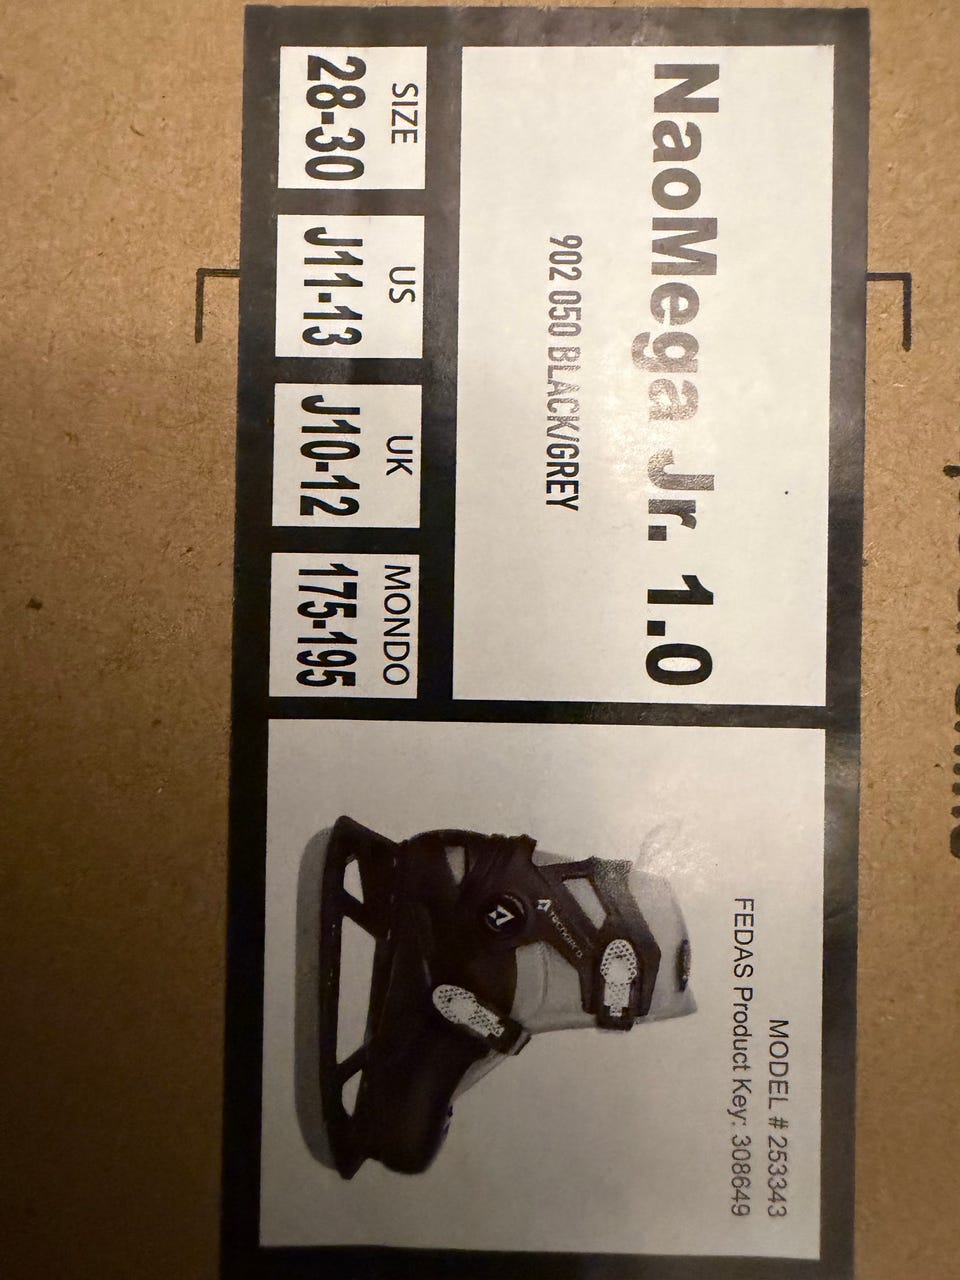 NaoMega Jr. 1.0
902 050 BLACK/GREY
SIZE
28-30
US
J11-13
UK
J10-12
MONDO
175-195
MODEL # 253343
FEDAS Product Key: 308649
TECNOPRO